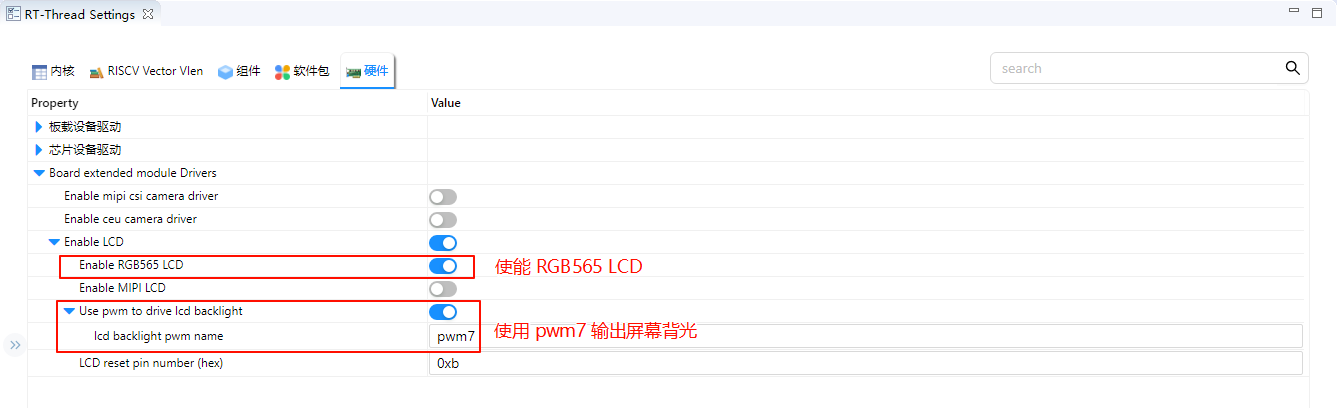 RT-Thread Settings
内核 RISCV Vector Vlen 组件 软件包 硬件 search
Property Value
板载设备驱动
芯片设备驱动
Board extended module Drivers
Enable mipi csi camera driver
Enable ceu camera driver
Enable LCD
Enable RGB565 LCD 使能 RGB565 LCD
Enable MIPI LCD
Use pwm to drive lcd backlight
lcd backlight pwm name pwm7 使用 pwm7 输出屏幕背光
LCD reset pin number (hex) 0xb